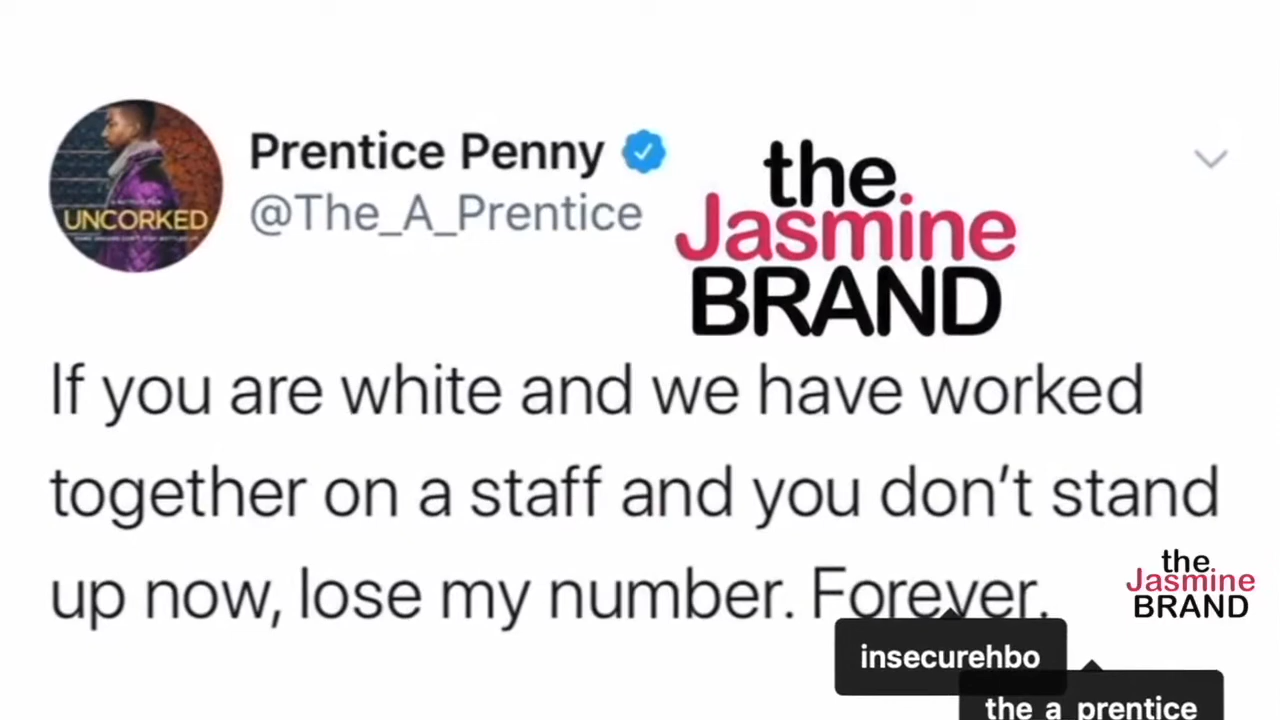 Prentice Penny
@The_A_Prentice
the
Jasmine
BRAND
UNCORKED
If you are white and we have worked
together on a staff and you don't stand
up now, lose my number. Forever.
the
Jasmine
BRAND
insecurehbo
the_a_prentice